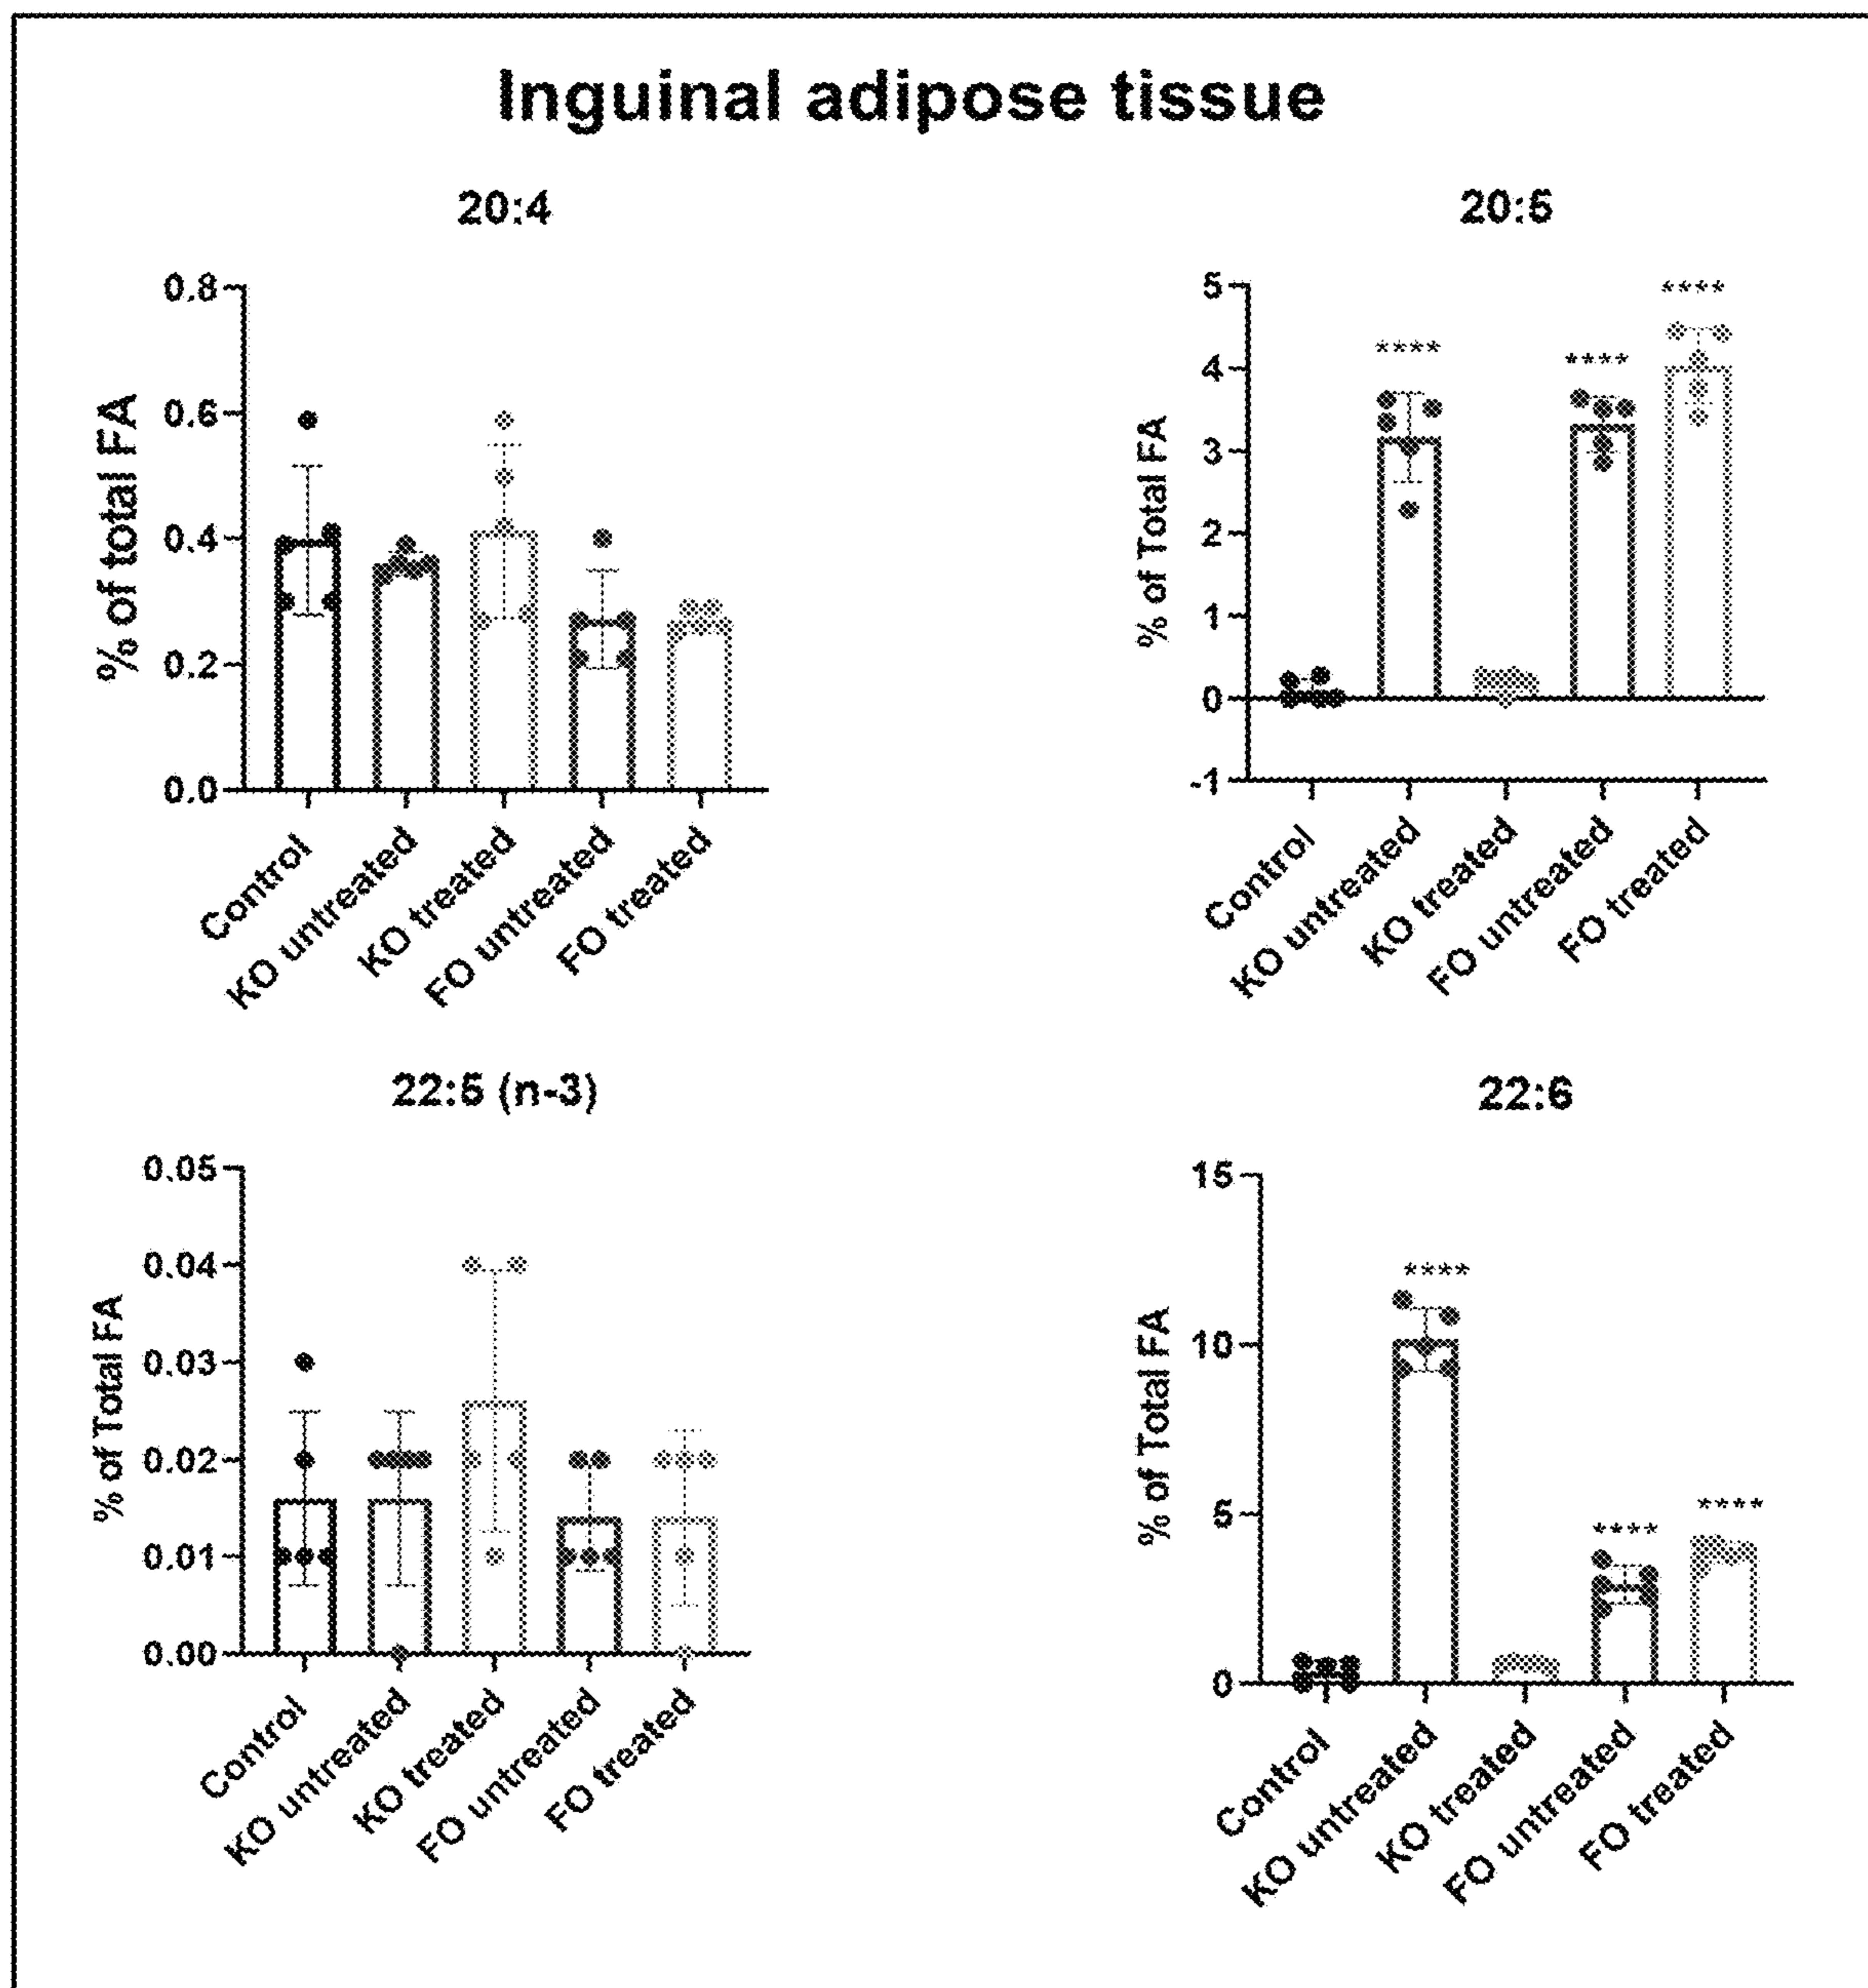 Inguinal adipose tissue
20:4
% of total FA
0.8
0.6
0.4
0.2
0.0
Control
KO untreated
KO treated
FO untreated
FO treated
20:5
% of Total FA
5
4
3
2
1
0
-1
****
****
****
Control
KO untreated
KO treated
FO untreated
FO treated
22:5 (n-3)
% of Total FA
0.05
0.04
0.03
0.02
0.01
0.00
Control
KO untreated
KO treated
FO untreated
FO treated
22:6
% of Total FA
15
10
5
0
****
****
****
Control
KO untreated
KO treated
FO untreated
FO treated